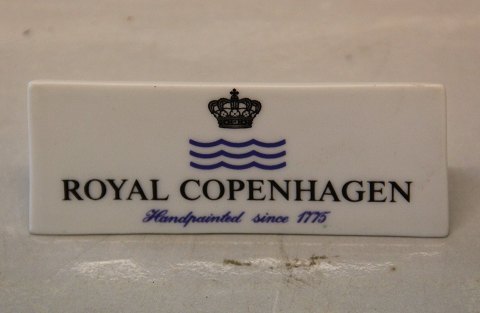 ROYAL COPENHAGEN
Handpainted since 1775